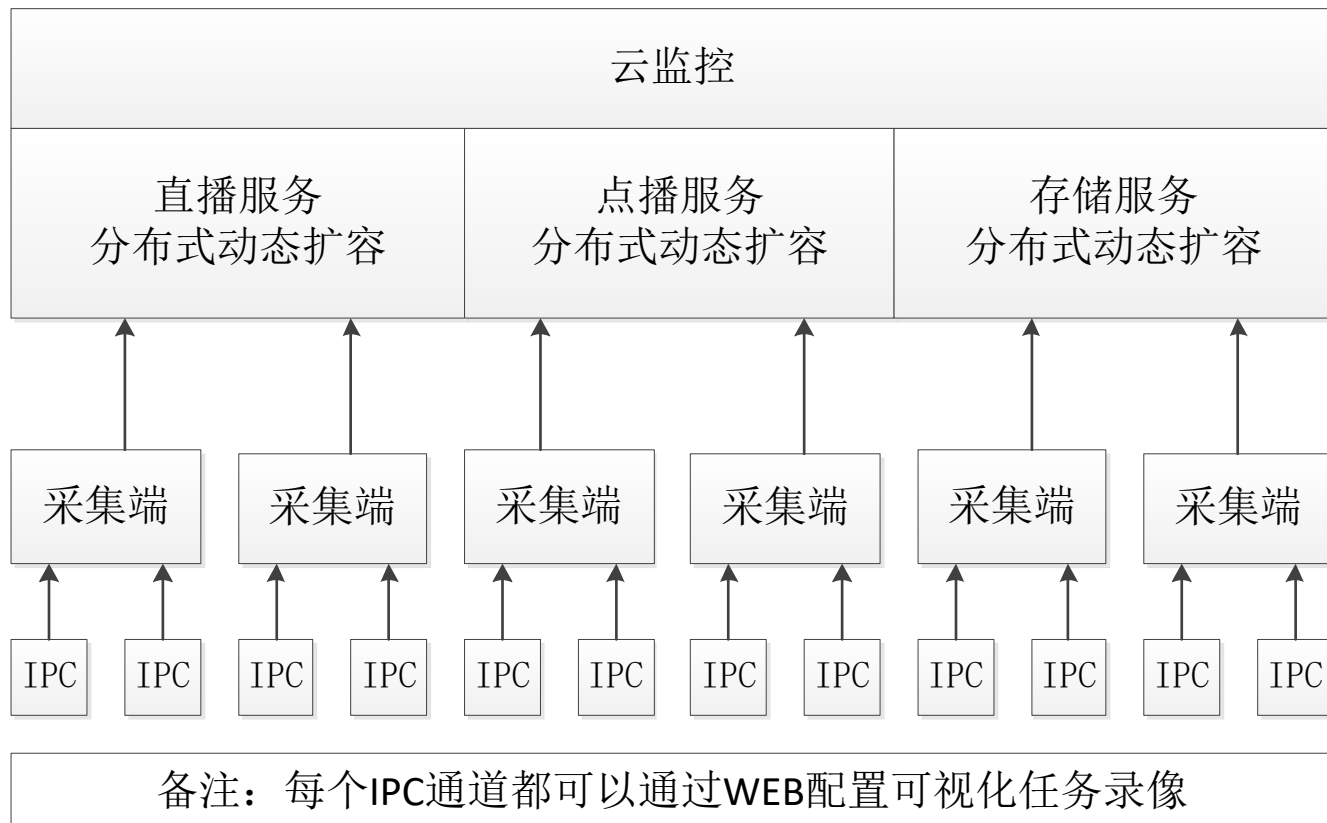 云监控
直播服务
分布式动态扩容
点播服务
分布式动态扩容
存储服务
分布式动态扩容
采集端
采集端
采集端
采集端
采集端
采集端
IPC
IPC
IPC
IPC
IPC
IPC
IPC
IPC
IPC
IPC
IPC
IPC
备注：每个IPC通道都可以通过WEB配置可视化任务录像